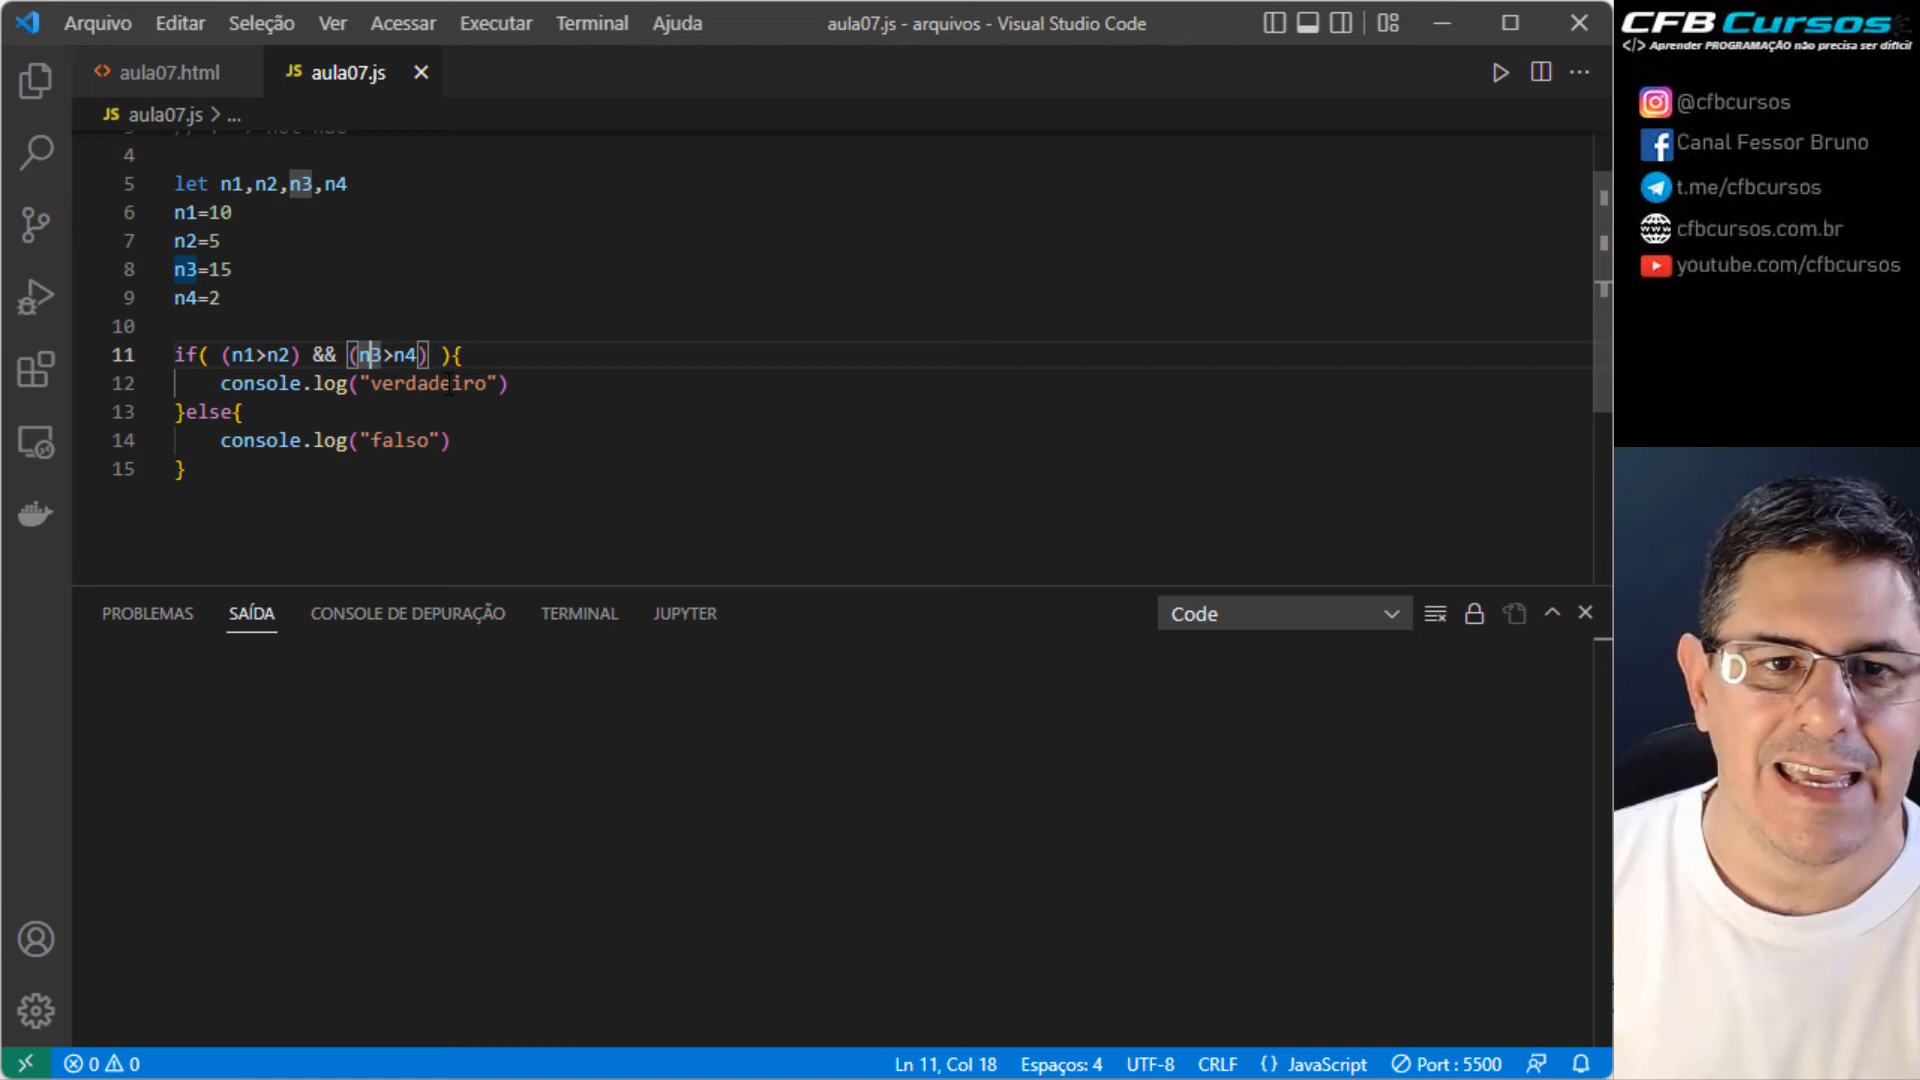 Arquivo Editar Seleção Ver Acessar Executar Terminal Ajuda
aula07.js - arquivos - Visual Studio Code
aula07.html
JS aula07.js
JS aula07.js > ...
4
5 let n1,n2,n3,n4
6 n1=10
7 n2=5
8 n3=15
9 n4=2
10
11 if( (n1>n2) && (n3>n4) ){
12 console.log("verdadeiro")
13 }else{
14 console.log("falso")
15 }
PROBLEMAS SAÍDA CONSOLE DE DEPURAÇÃO TERMINAL JUPYTER
Code
0 0
Ln 11, Col 18 Espaços: 4 UTF-8 CRLF {} JavaScript Port : 5500
CFB Cursos
</> Aprender PROGRAMAÇÃO não precisa ser difícil
@cfbcursos
Canal Fessor Bruno
t.me/cfbcursos
cfbcursos.com.br
youtube.com/cfbcursos